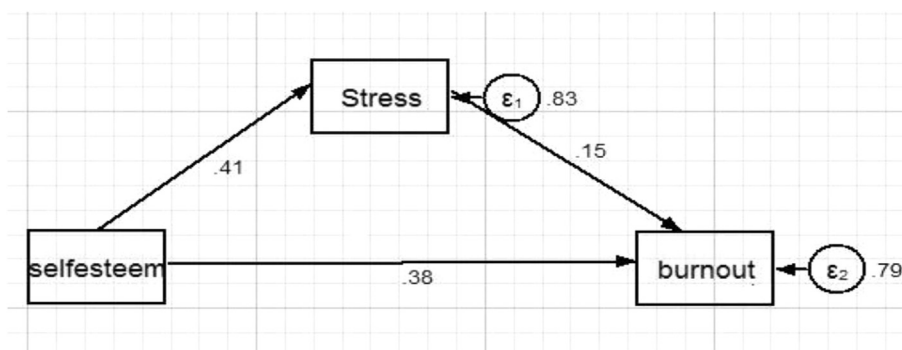 Stress
ε₁ .83
.41
.15
selfesteem
.38
burnout
ε₂ .79